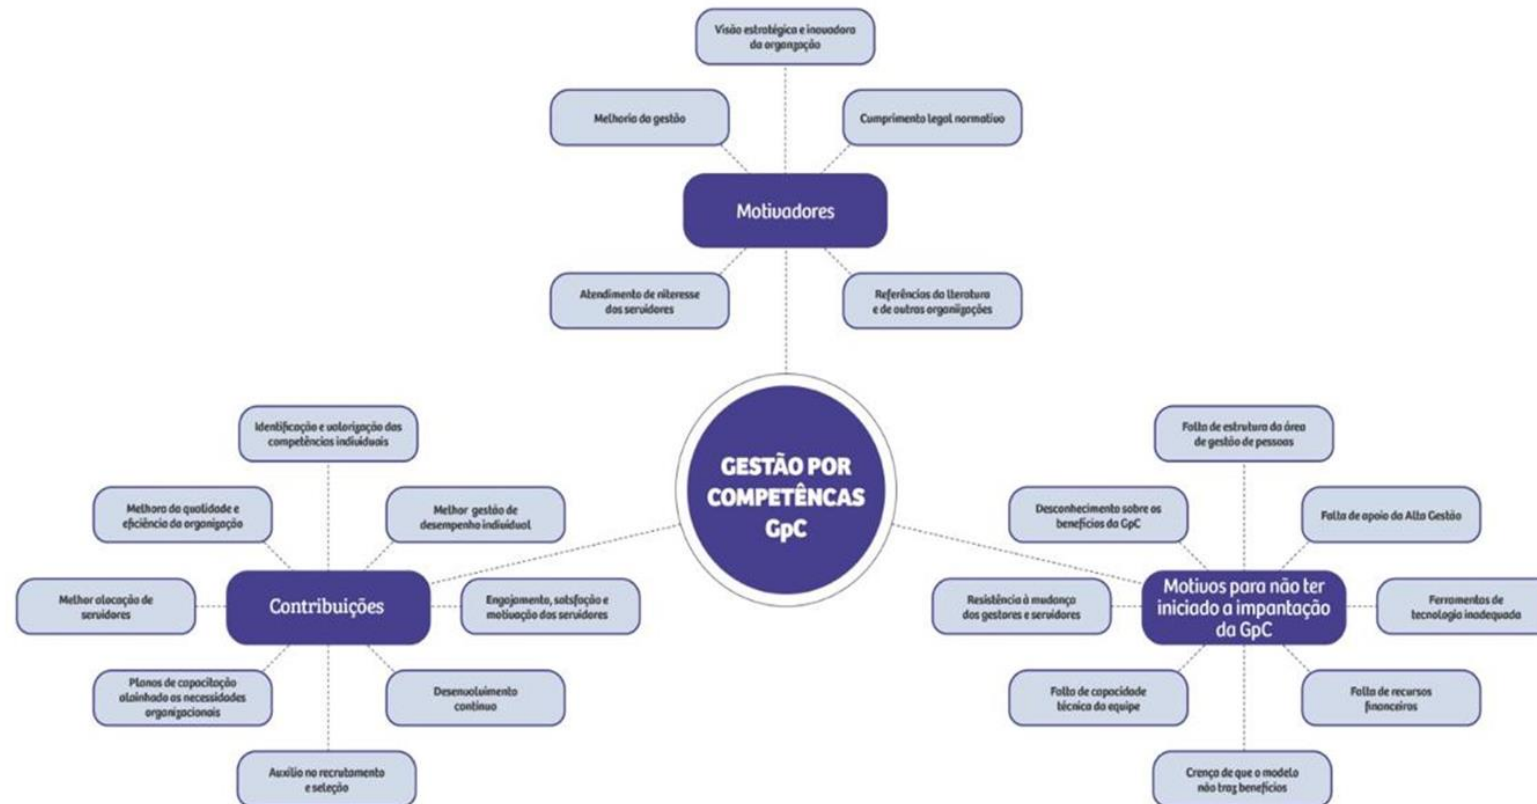 Visão estratégica e inovadora
da organzação
Melhoria da gestão
Cumprimento legal normativo
Motivadores
Atendimento de niteresse
dos servidores
Referências da lteratura
e de outras organiizações
GESTÃO POR
COMPETÊNCAS
GpC
Identificação e valorização das
competências individuais
Melhora da qualidade e
eficiência da organização
Melhor gestão de
desempenho individual
Melhor alocação de
servidores
Contribuições
Engajamento, satsfação e
motivação dos servidores
Planos de capacitação
alainhado as necessidades
organizacionais
Desenvolvimento
contínuo
Auxílio no recrutamento
e seleção
Falta de estrutura da área
de gestão de pessoas
Desconhecimento sobre os
benefícios da GpC
Falta de apoio da Alta Gestão
Resistência à mudança
dos gestores e servidores
Motivos para não ter
iniciado a impantação
da GpC
Ferramentas de
tecnologia inadequada
Falta de capacidade
técnica da equipe
Falta de recursos
financeiros
Crença de que o modelo
não traz benefícios